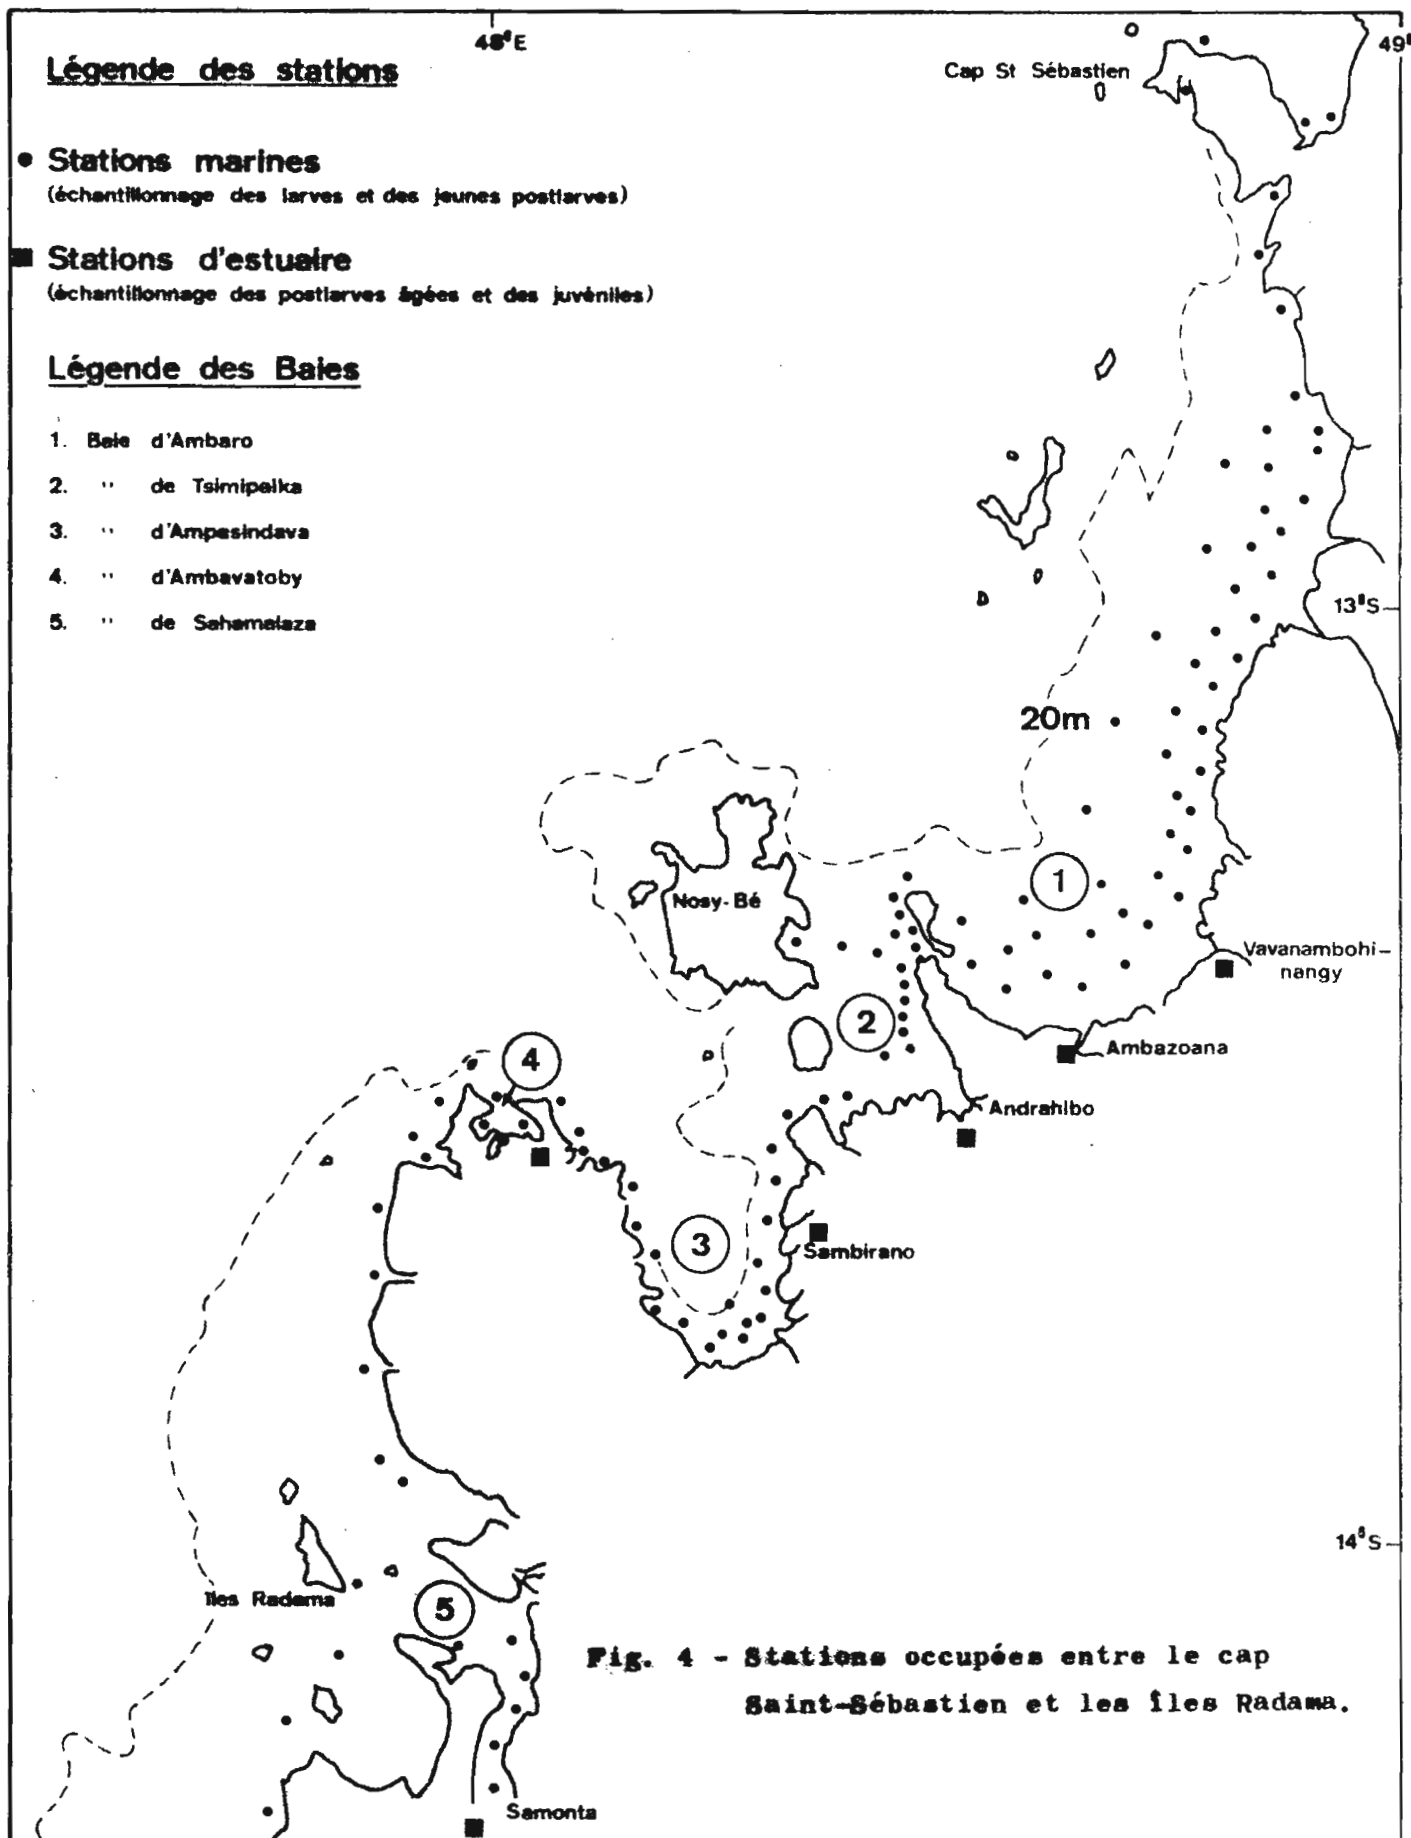 48°E
49
Légende des stations
Cap St Sébastien
Stations marines
(échantillonnage des larves et des jeunes postlarves)
Stations d'estuaire
(échantillonnage des postlarves âgées et des juvéniles)
Légende des Baies
1. Baie d'Ambaro
2. " de Tsimipaika
3. " d'Ampasindava
4. " d'Ambavatoby
5. " de Sahamalaza
13°S
20m
1
Nosy-Bé
Vavanambohi-
nangy
2
Ambazoana
4
Andrahibo
3
Sambirano
14°S
Iles Radama
5
Fig. 4 - Stations occupées entre le cap
Saint-Sébastien et les Îles Radama.
Samonta